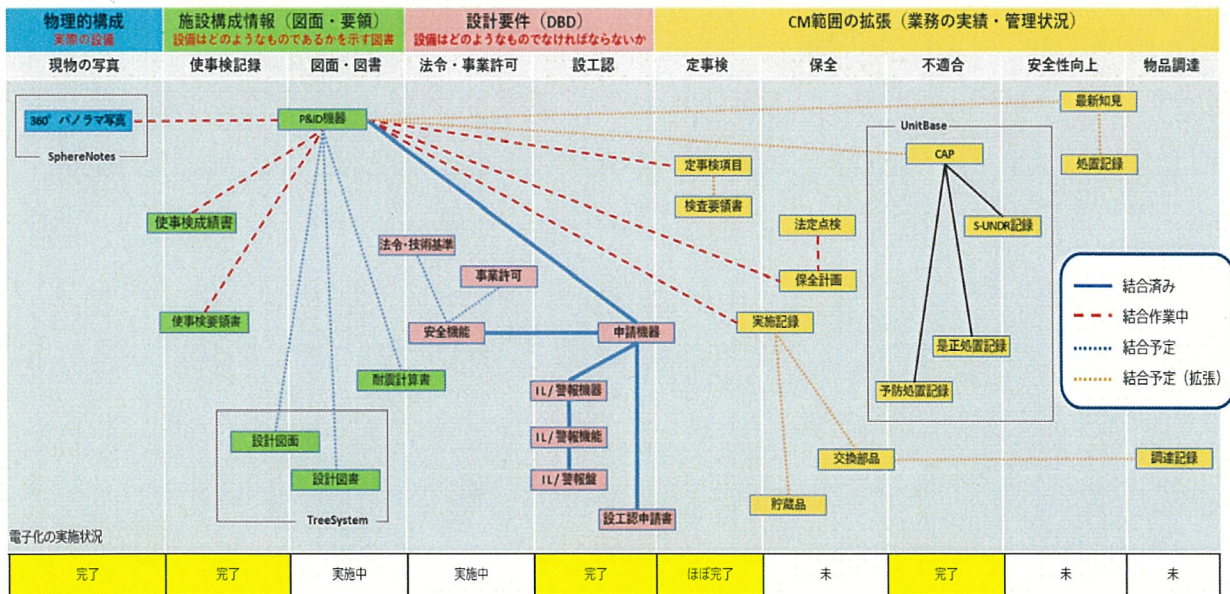 物理的構成
実際の設備
施設構成情報（図面・要領）
設備はどのようなものであるかを示す図書
設計要件（DBD）
設備はどのようなものでなければならないか
CM範囲の拡張（業務の実績・管理状況）
現物の写真
使事検記録
図面・図書
法令・事業許可
設工認
定事検
保全
不適合
安全性向上
物品調達
360°パノラマ写真
SphereNotes
P&ID機器
最新知見
UnitBase
CAP
処置記録
定事検項目
検査要領書
使事検成績書
法定点検
S-UNDR記録
法令・技術基準
事業許可
保全計画
使事検要領書
安全機能
申請機器
実施記録
是正処置記録
耐震計算書
IL/警報機器
予防処置記録
結合済み
結合作業中
結合予定
結合予定（拡張）
設計図面
IL/警報機能
交換部品
調達記録
設計図書
IL/警報盤
TreeSystem
設工認申請書
貯蔵品
電子化の実施状況
完了
完了
実施中
実施中
完了
ほぼ完了
未
完了
未
未